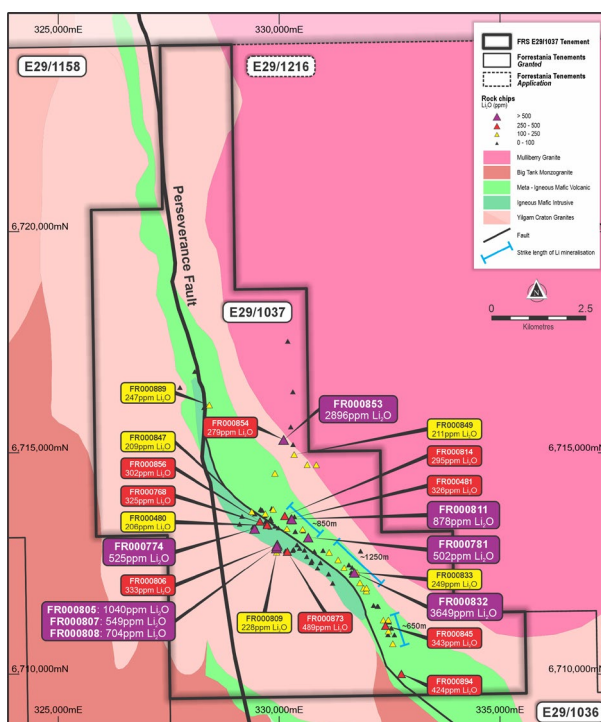 325,000mE
330,000mE
E29/1158
E29/1216
FRS E29/1037 Tenement
Forrestania Tenements
Granted
Forrestania Tenements
Application
Rock chips
Li₂O (ppm)
> 500
250 - 500
100 - 250
0 - 100
Mulliberry Granite
Big Tank Monzogranite
Meta - Igneous Mafic Volcanic
Igneous Mafic Intrusive
Yilgarn Craton Granites
Fault
Strike length of Li mineralisation
N
0
2.5
Kilometres
6,720,000mN
6,720,000mN
Perseverance Fault
E29/1037
FR000889
247ppm Li₂O
FR000854
279ppm Li₂O
FR000853
2896ppm Li₂O
FR000849
211ppm Li₂O
6,715,000mN
6,715,000mN
FR000847
209ppm Li₂O
FR000814
295ppm Li₂O
FR000856
302ppm Li₂O
FR000481
326ppm Li₂O
FR000768
325ppm Li₂O
FR000811
878ppm Li₂O
~850m
FR000480
206ppm Li₂O
FR000781
502ppm Li₂O
FR000774
525ppm Li₂O
~1250m
FR000833
249ppm Li₂O
FR000806
333ppm Li₂O
FR000832
3649ppm Li₂O
FR000805: 1040ppm Li₂O
FR000807: 549ppm Li₂O
FR000808: 704ppm Li₂O
FR000809
228ppm Li₂O
FR000873
489ppm Li₂O
~650m
FR000845
343ppm Li₂O
6,710,000mN
6,710,000mN
FR000894
424ppm Li₂O
E29/1036
325,000mE
330,000mE
335,000mE